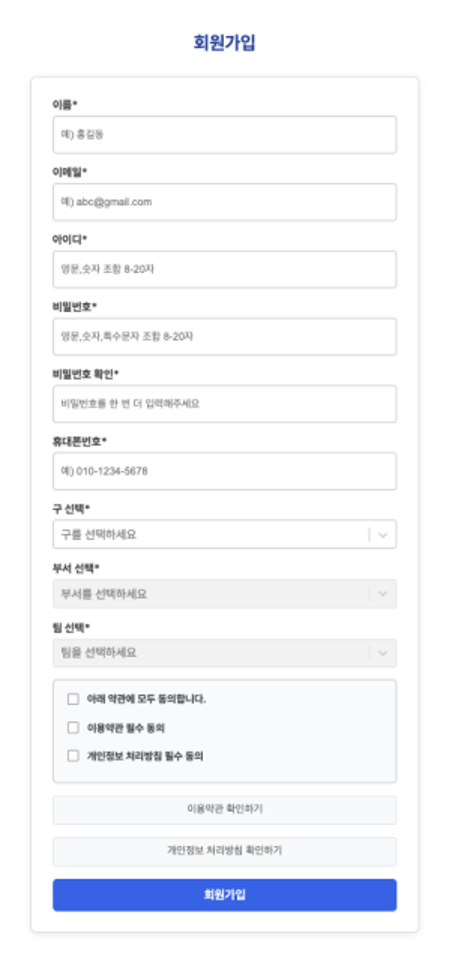 회원가입
이름*
예) 홍길동
이메일*
예) abc@gmail.com
아이디*
영문,숫자 조합 8-20자
비밀번호*
영문,숫자,특수문자 조합 8-20자
비밀번호 확인*
비밀번호를 한 번 더 입력해주세요
휴대폰번호*
예) 010-1234-5678
구 선택*
구를 선택하세요
부서 선택*
부서를 선택하세요
팀 선택*
팀을 선택하세요
아래 약관에 모두 동의합니다.
이용약관 필수 동의
개인정보 처리방침 필수 동의
이용약관 확인하기
개인정보 처리방침 확인하기
회원가입